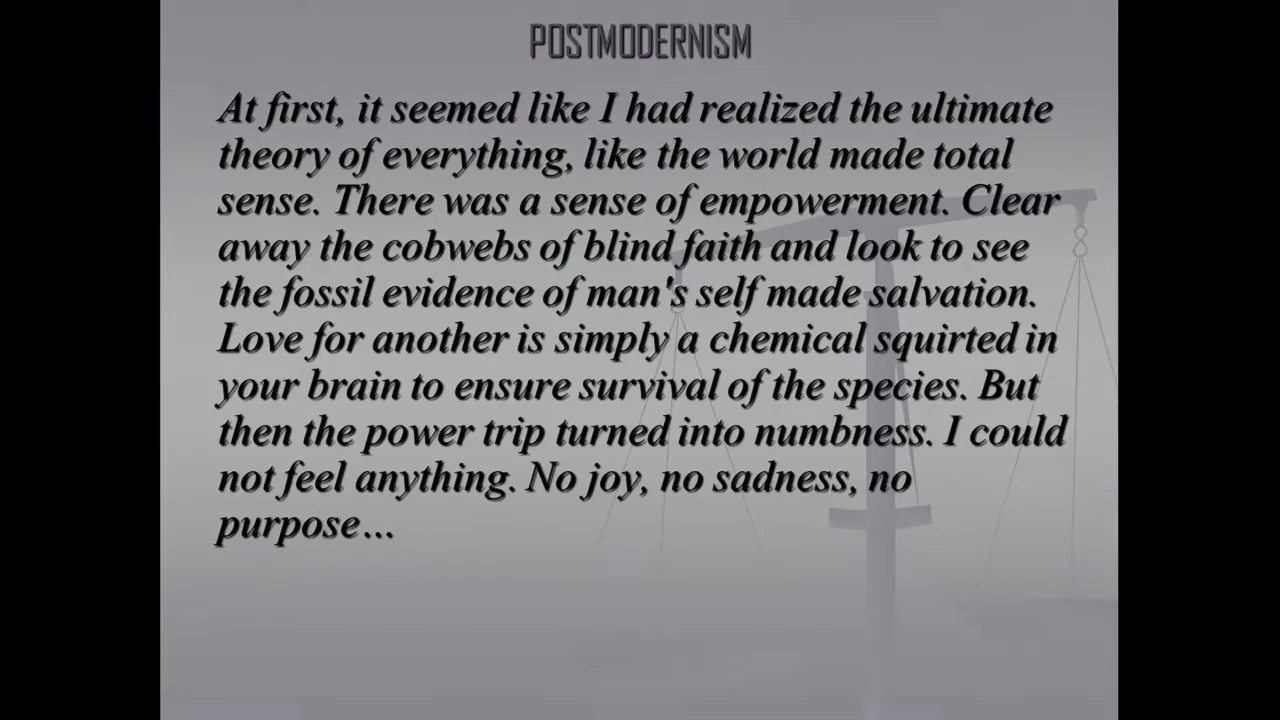 POSTMODERNISM
At first, it seemed like I had realized the ultimate
theory of everything, like the world made total
sense. There was a sense of empowerment. Clear
away the cobwebs of blind faith and look to see
the fossil evidence of man's self made salvation.
Love for another is simply a chemical squirted in
your brain to ensure survival of the species. But
then the power trip turned into numbness. I could
not feel anything. No joy, no sadness, no
purpose…